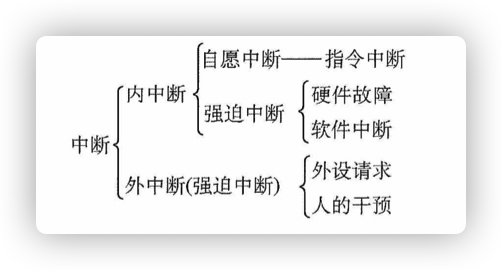 自愿中断——指令中断
内中断
硬件故障
强迫中断
软件中断
中断
外设请求
外中断(强迫中断)
人的干预